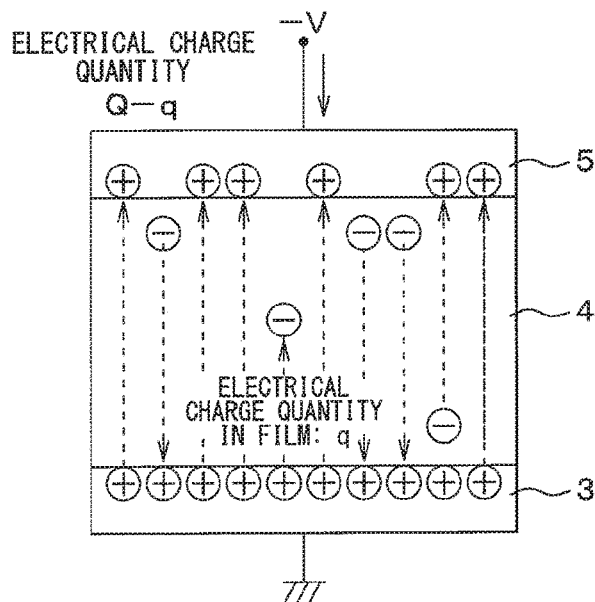 −V
ELECTRICAL CHARGE
QUANTITY
Q−q
5
4
ELECTRICAL
CHARGE QUANTITY
IN FILM: q
3